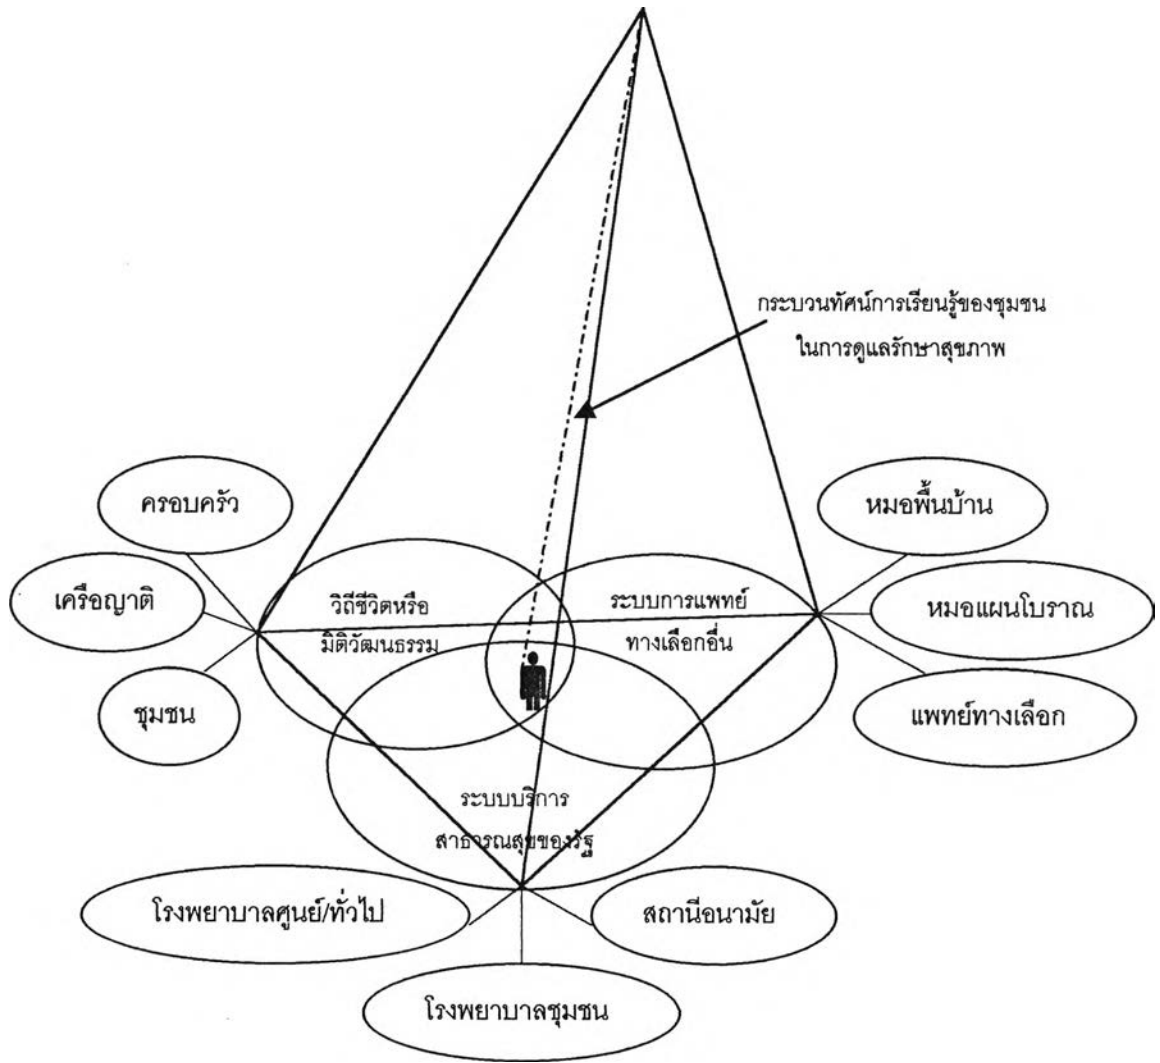 กระบวนทัศน์การเรียนรู้ของชุมชน
ในการดูแลรักษาสุขภาพ
ครอบครัว
หมอพื้นบ้าน
เครือญาติ
วิถีชีวิตหรือ
มิติวัฒนธรรม
ระบบการแพทย์
ทางเลือกอื่น
หมอแผนโบราณ
ชุมชน
แพทย์ทางเลือก
ระบบบริการ
สาธารณสุขของรัฐ
โรงพยาบาลศูนย์/ทั่วไป
สถานีอนามัย
โรงพยาบาลชุมชน